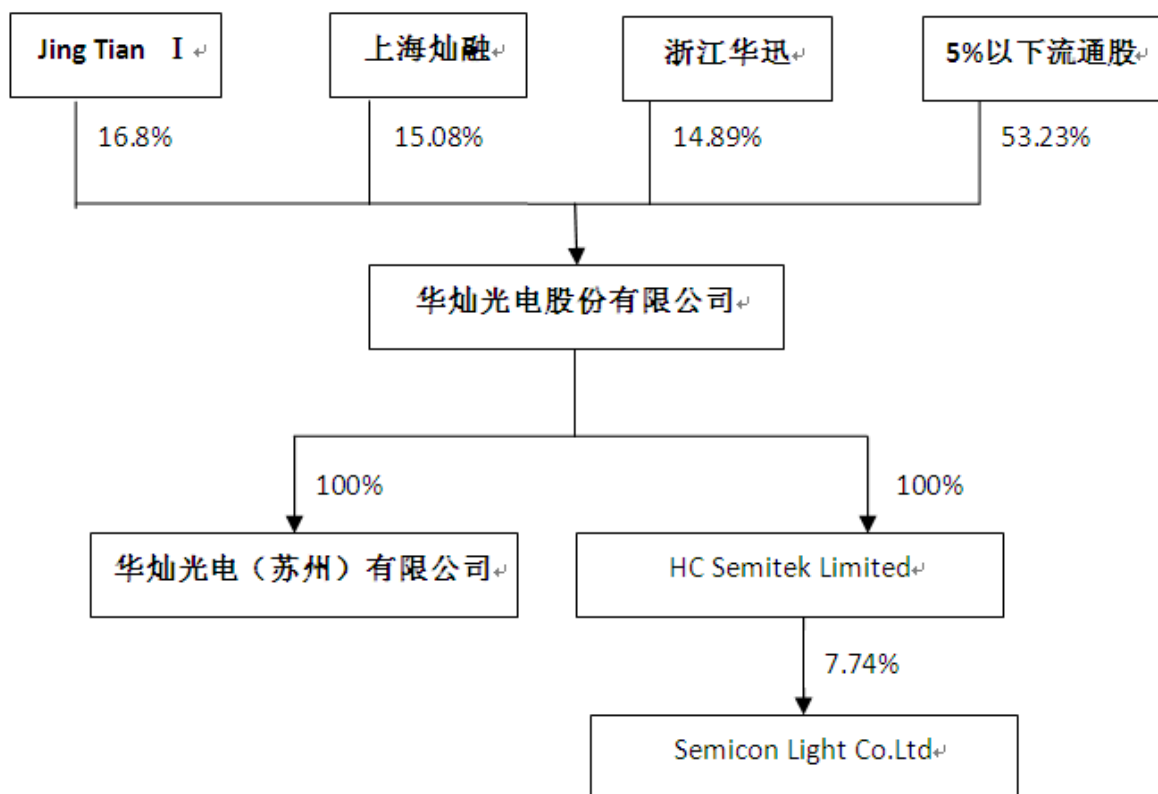 Jing Tian I
上海灿融
浙江华迅
5%以下流通股
16.8%
15.08%
14.89%
53.23%
华灿光电股份有限公司
100%
100%
华灿光电（苏州）有限公司
HC Semitek Limited
7.74%
Semicon Light Co.Ltd